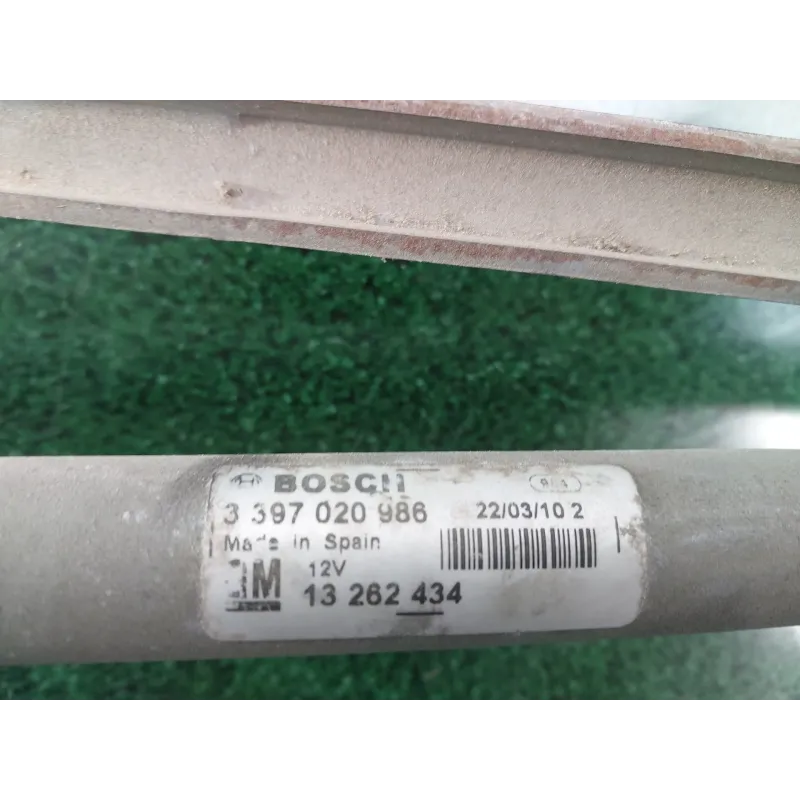 BOSCH
3 397 020 986 22/03/10 2
Made in Spain
12V
GM
13 262 434